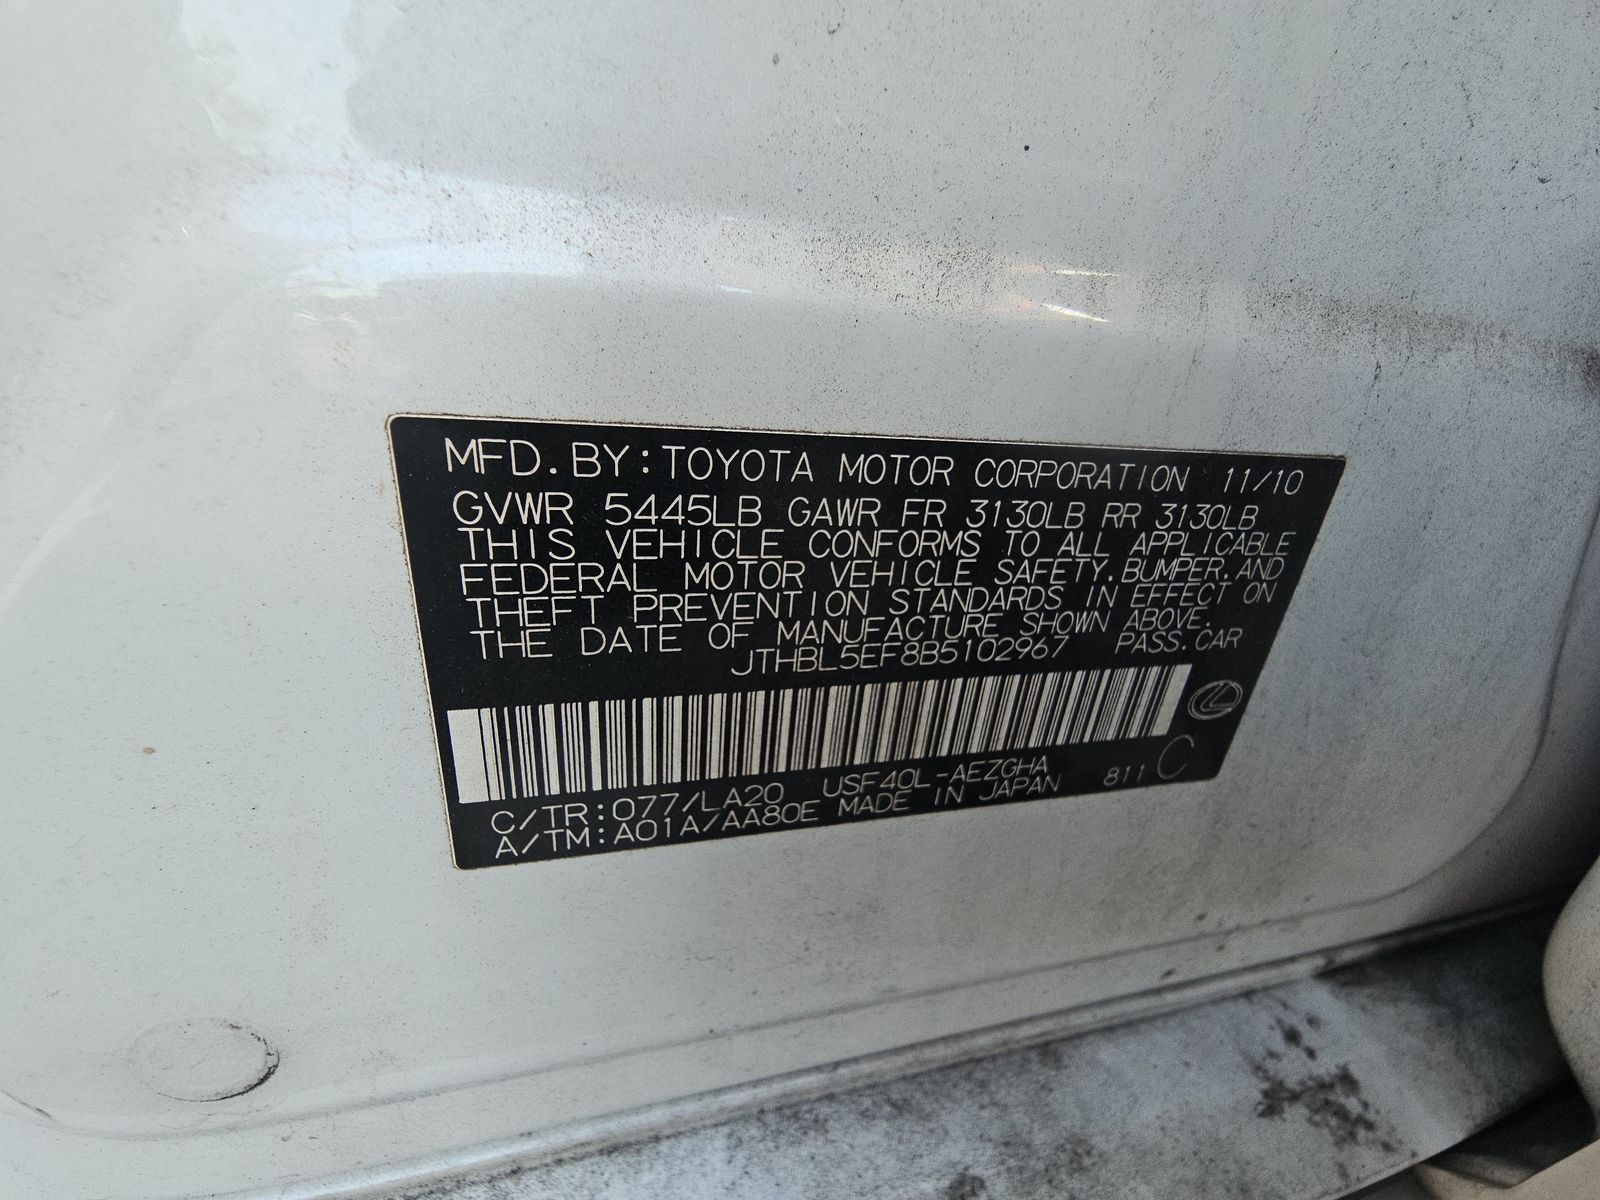 MFD.BY:TOYOTA MOTOR CORPORATION 11/10
GVWR 5445LB GAWR FR 3130LB RR 3130LB
THIS VEHICLE CONFORMS TO ALL APPLICABLE
FEDERAL MOTOR VEHICLE SAFETY,BUMPER,AND
THEFT PREVENTION STANDARDS IN EFFECT ON
THE DATE OF MANUFACTURE SHOWN ABOVE.
JTHBL5EF8B5102967 PASS.CAR
C/TR:077/LA20 USF40L-AEZGHA
A/TM:A01A/AA80E MADE IN JAPAN 811 C